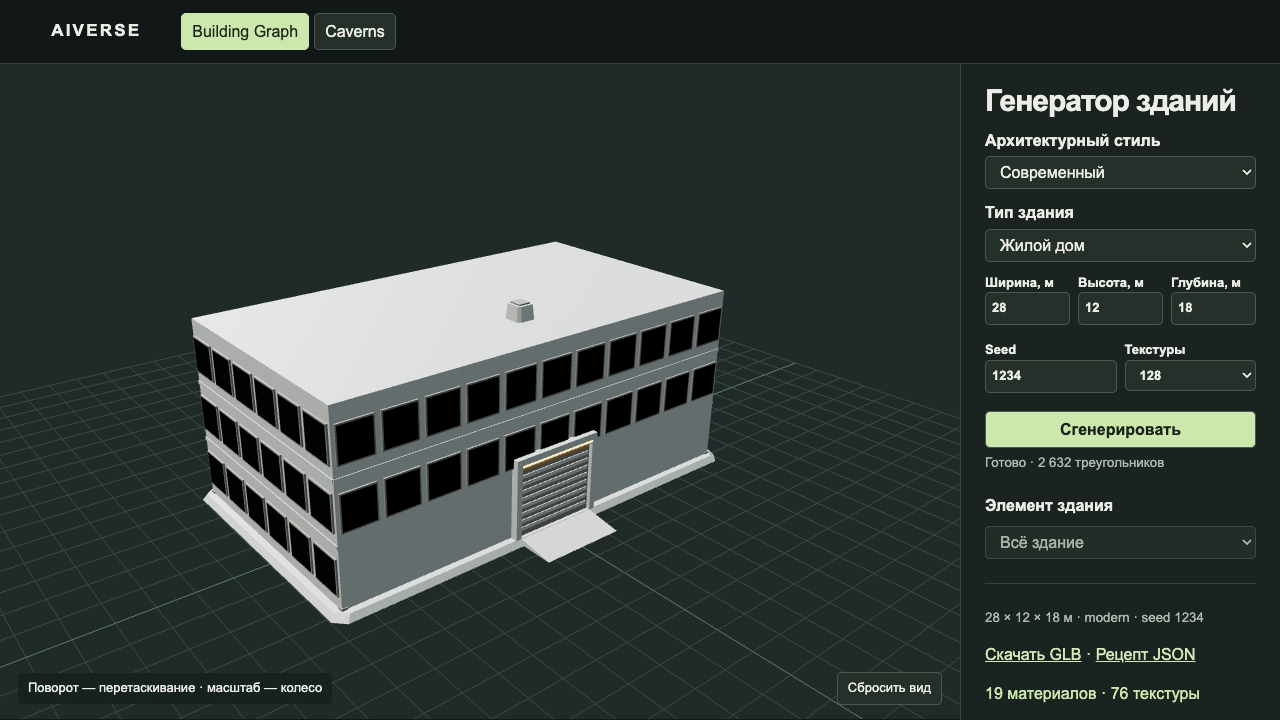 AIVERSE
Building Graph
Caverns
Генератор зданий
Архитектурный стиль
Современный
Тип здания
Жилой дом
Ширина, м Высота, м Глубина, м
28 12 18
Seed Текстуры
1234 128
Сгенерировать
Готово · 2 632 треугольников
Элемент здания
Всё здание
28 × 12 × 18 м · modern · seed 1234
Скачать GLB · Рецепт JSON
19 материалов · 76 текстуры
Поворот — перетаскивание · масштаб — колесо
Сбросить вид